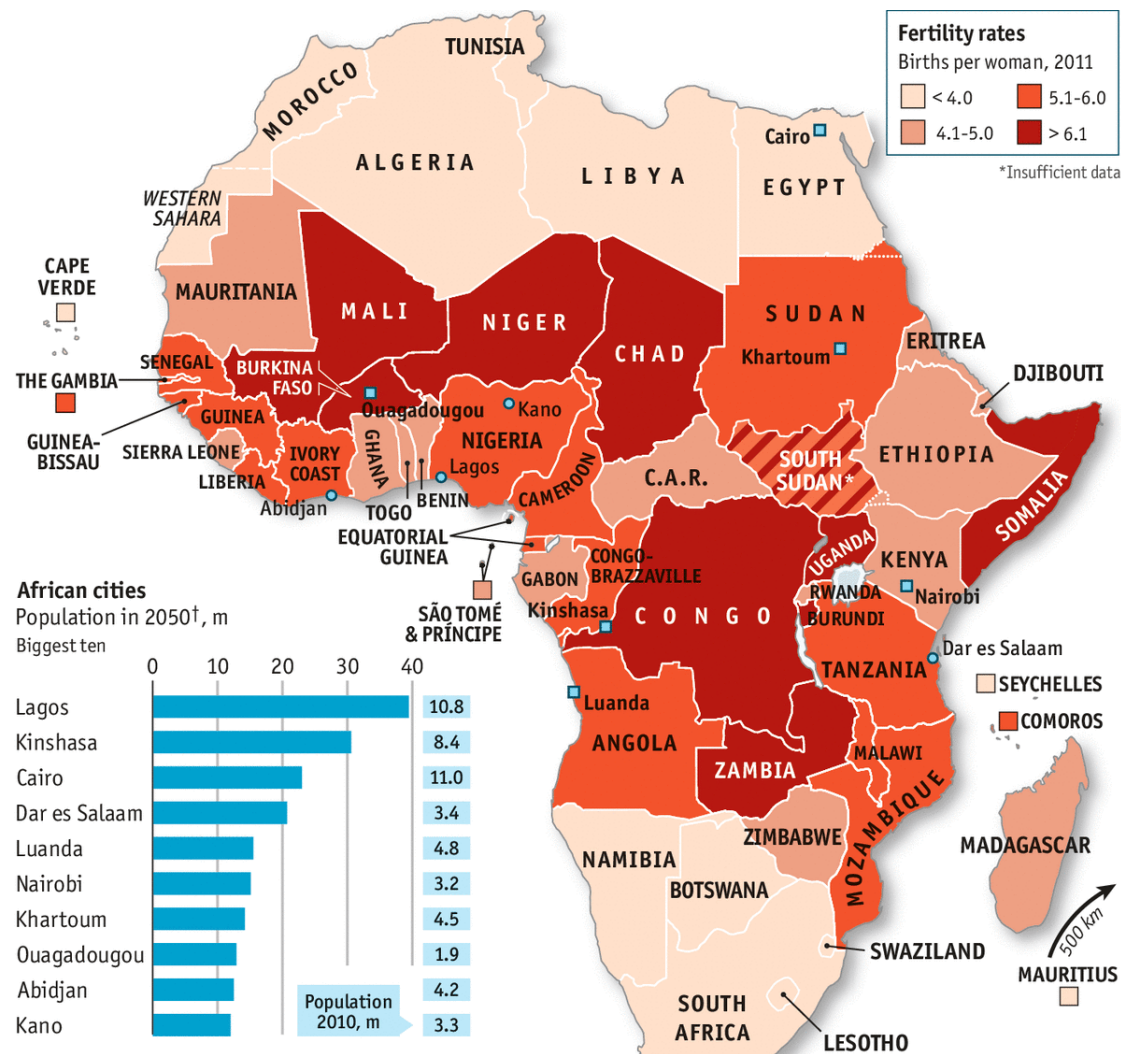 TUNISIA
MOROCCO
ALGERIA
LIBYA
Cairo
EGYPT
WESTERN
SAHARA
Fertility rates
Births per woman, 2011
< 4.0
5.1-6.0
4.1-5.0
> 6.1
*Insufficient data
CAPE
VERDE
MAURITANIA
MALI
NIGER
CHAD
SUDAN
Khartoum
ERITREA
DJIBOUTI
SENEGAL
THE GAMBIA
BURKINA
FASO
Ouagadougou
Kano
GUINEA-
BISSAU
GUINEA
SIERRA LEONE
LIBERIA
IVORY
COAST
GHANA
NIGERIA
Lagos
Abidjan
TOGO
BENIN
CAMEROON
C.A.R.
SOUTH
SUDAN*
ETHIOPIA
SOMALIA
EQUATORIAL
GUINEA
SÃO TOMÉ
& PRÍNCIPE
GABON
CONGO-
BRAZZAVILLE
Kinshasa
CONGO
UGANDA
KENYA
Nairobi
RWANDA
BURUNDI
TANZANIA
Dar es Salaam
SEYCHELLES
COMOROS
Luanda
ANGOLA
ZAMBIA
MALAWI
MOZAMBIQUE
ZIMBABWE
NAMIBIA
BOTSWANA
MADAGASCAR
500 km
MAURITIUS
SWAZILAND
SOUTH
AFRICA
LESOTHO
African cities
Population in 2050†, m
Biggest ten
0 10 20 30 40
Lagos 10.8
Kinshasa 8.4
Cairo 11.0
Dar es Salaam 3.4
Luanda 4.8
Nairobi 3.2
Khartoum 4.5
Ouagadougou 1.9
Abidjan 4.2
Kano 3.3
Population
2010, m